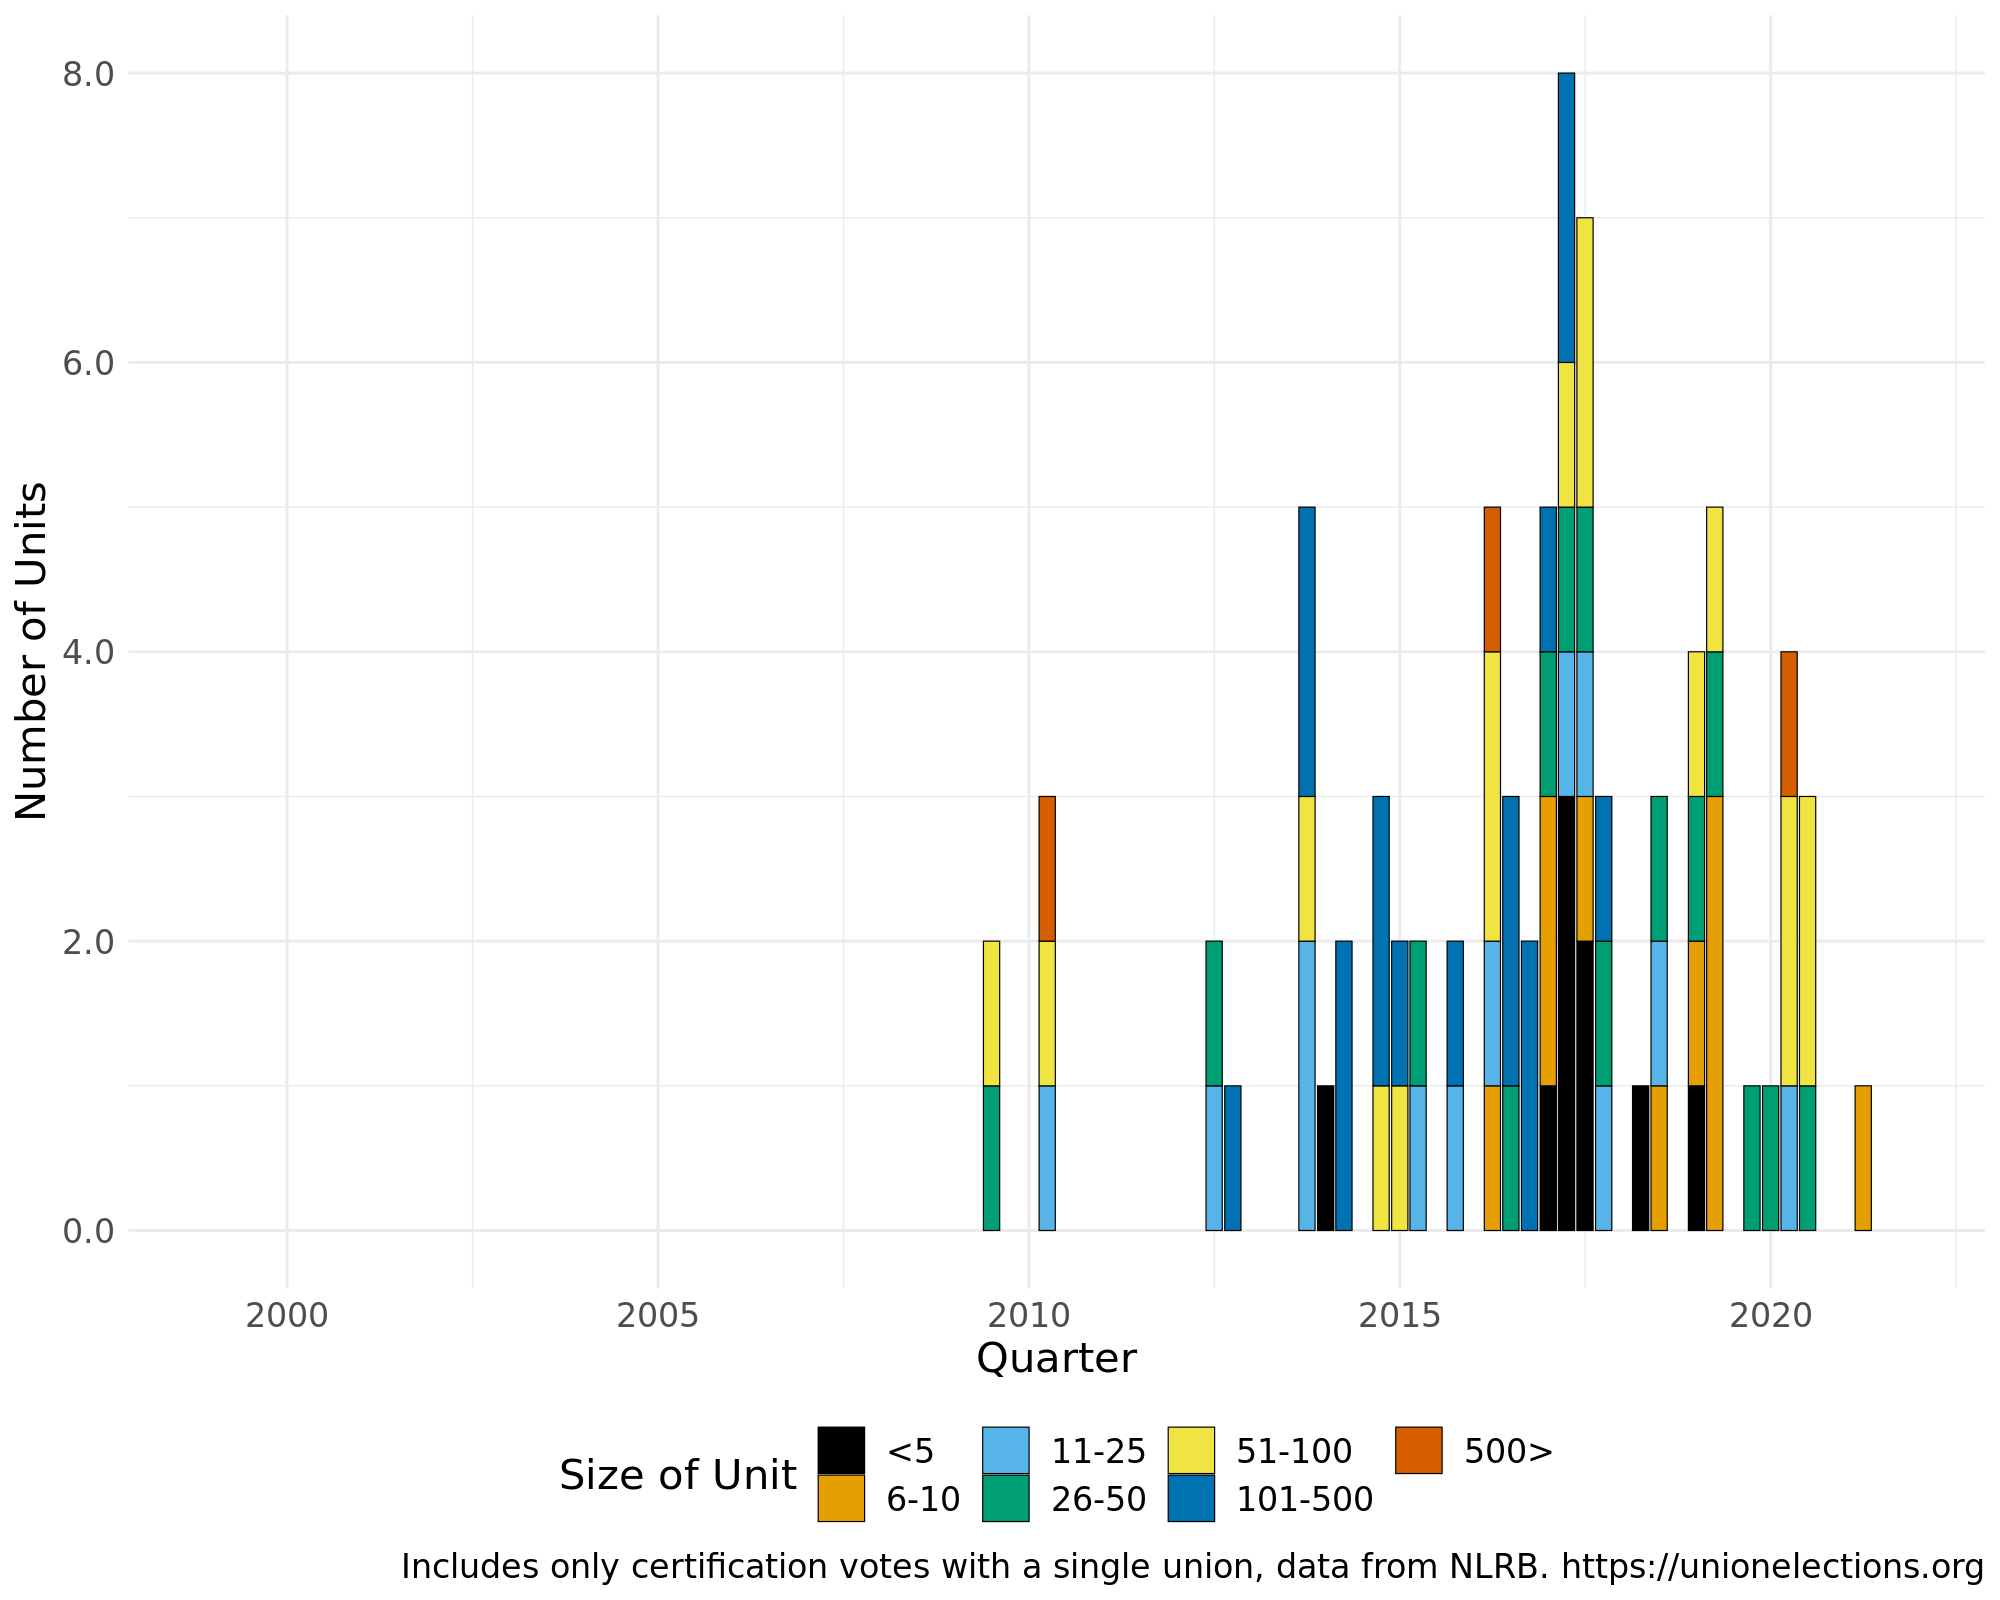 8.0
6.0
4.0
2.0
0.0
Number of Units
2000 2005 2010 2015 2020
Quarter
Size of Unit
<5 11-25 51-100 500>
6-10 26-50 101-500
Includes only certification votes with a single union, data from NLRB. https://unionelections.org